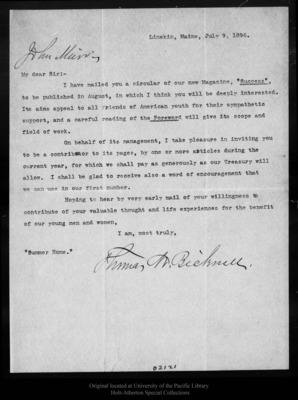 Linekin, Maine, July 9, 1896.
John Muir,
My dear Sir:-
I have mailed you a circular of our new Magazine, "Success",
to be published in August, in which I think you will be deeply interested.
Its aims appeal to all friends of American youth for their sympathetic
support, and a careful reading of the Foreword will give its scope and
field of work.
On behalf of its management, I take pleasure in inviting you
to be a contributor to its pages, by one or more articles during the
current year, for which we shall pay as generously as our Treasury will
allow. I shall be glad to receive also a word of encouragement that
we may use in our first number.
Hoping to hear by very early mail of your willingness to
contribute of your valuable thought and life experiences for the benefit
of our young men and women,
I am, most truly,
"Summer Home."
Thomas W. Bicknell.
02121
Original located at University of the Pacific Library
Holt-Atherton Special Collections